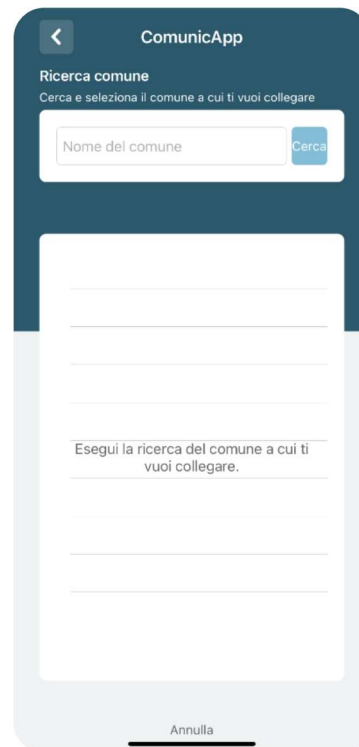 ComunicApp
Ricerca comune
Cerca e seleziona il comune a cui ti vuoi collegare
Nome del comune
Cerca
Esegui la ricerca del comune a cui ti
vuoi collegare.
Annulla